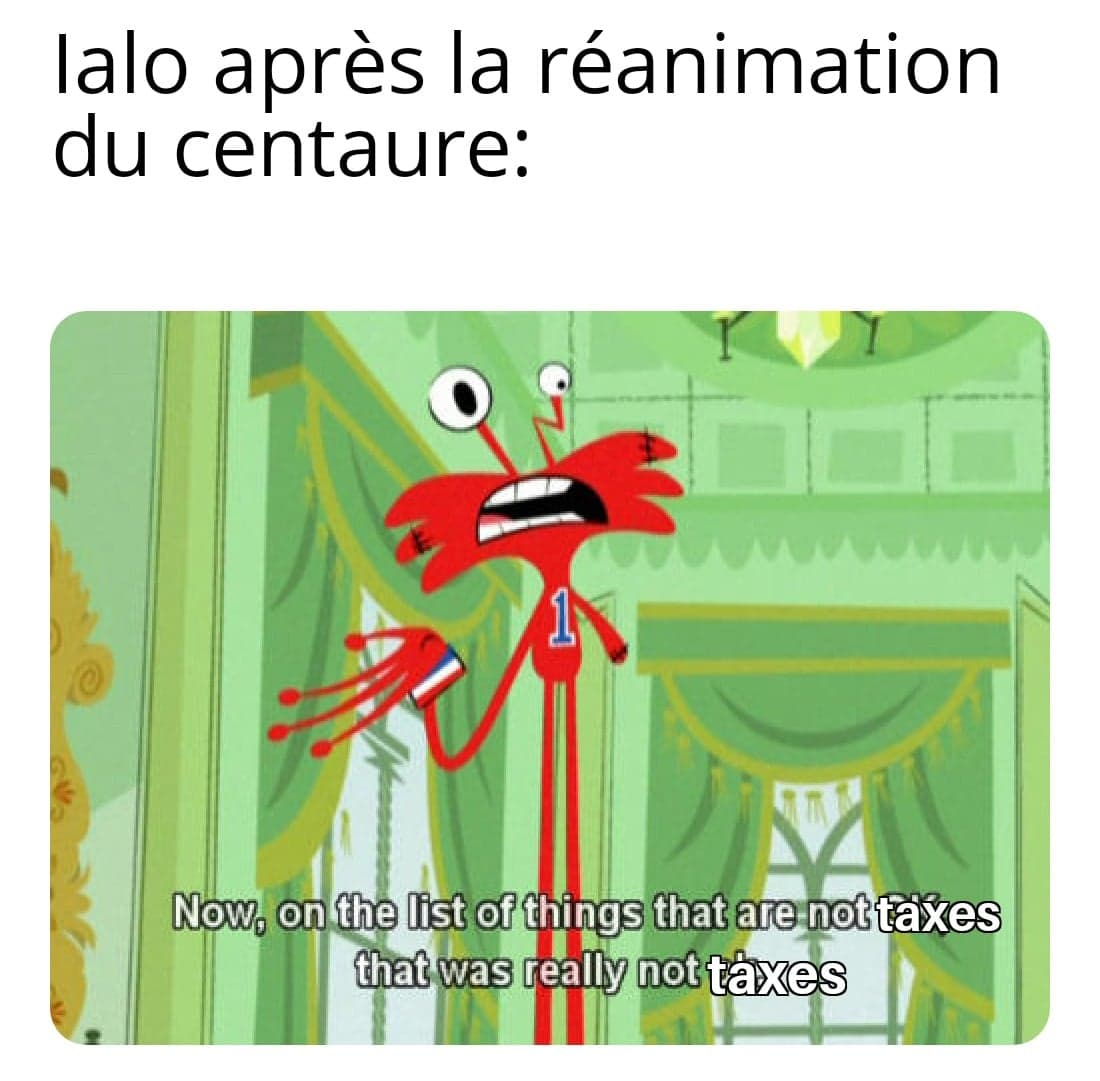 lalo après la réanimation
du centaure:
1
Now, on the list of things that are not taxes
that was really not taxes